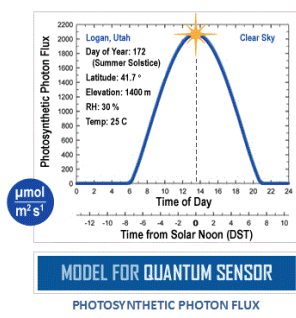 Photosynthetic Photon Flux
2200
2000
1800
1600
1400
1200
1000
800
600
400
200
0
Logan, Utah
Clear Sky
Day of Year: 172
(Summer Solstice)
Latitude: 41.7 °
Elevation: 1400 m
RH: 30 %
Temp: 25 C
µmol
m² s¹
0 2 4 6 8 10 12 14 16 18 20 22 24
Time of Day
-12 -10 -8 -6 -4 -2 0 2 4 6 8 10
Time from Solar Noon (DST)
MODEL FOR QUANTUM SENSOR
PHOTOSYNTHETIC PHOTON FLUX